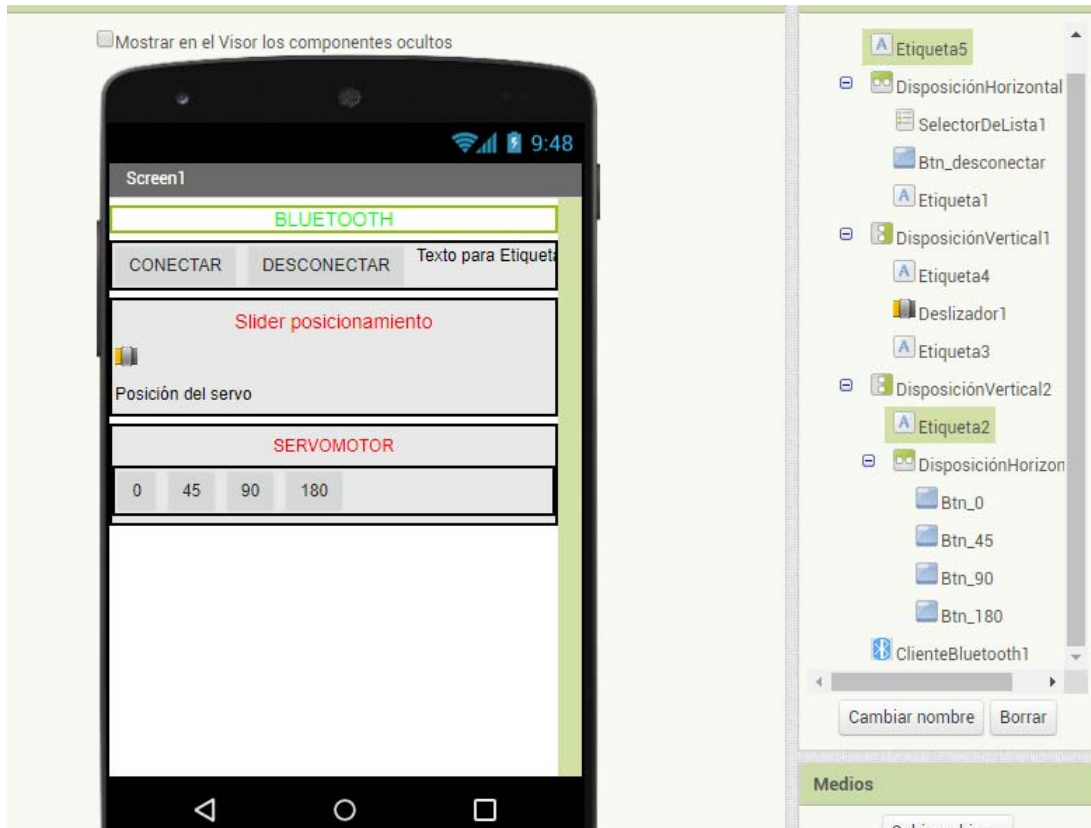 Mostrar en el Visor los componentes ocultos
9:48
Screen1
BLUETOOTH
CONECTAR DESCONECTAR Texto para Etiqueta
Slider posicionamiento
Posición del servo
SERVOMOTOR
0 45 90 180
Etiqueta5
DisposiciónHorizontal
SelectorDeLista1
Btn_desconectar
Etiqueta1
DisposiciónVertical1
Etiqueta4
Deslizador1
Etiqueta3
DisposiciónVertical2
Etiqueta2
DisposiciónHorizon
Btn_0
Btn_45
Btn_90
Btn_180
ClienteBluetooth1
Cambiar nombre Borrar
Medios